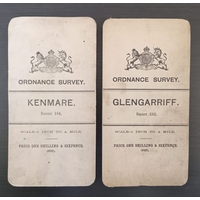 ORDNANCE SURVEY.
KENMARE.
SCALE-1 INCH TO A MILE.
PRICE ONE SHILLING & SIXPENCE
ORDNANCE SURVEY.
GLENGARRIFF.
SCALE-1 INCH TO A MILE.
PRICE ONE SHILLING & SIXPENCE